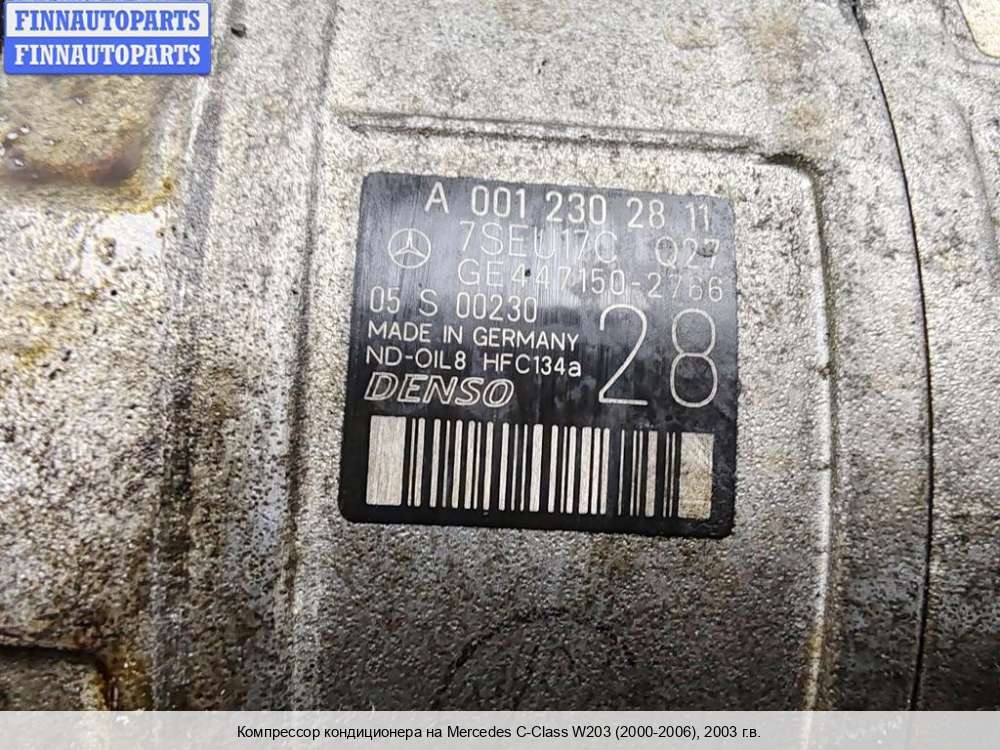 FINNAUTOPARTS
FINNAUTOPARTS
A 001 230 28 11
7SEU17C Q27
GE447150-2766
05 S 00230
28
MADE IN GERMANY
ND-OIL8 HFC134a
DENSO
Компрессор кондиционера на Mercedes C-Class W203 (2000-2006), 2003 г.в.